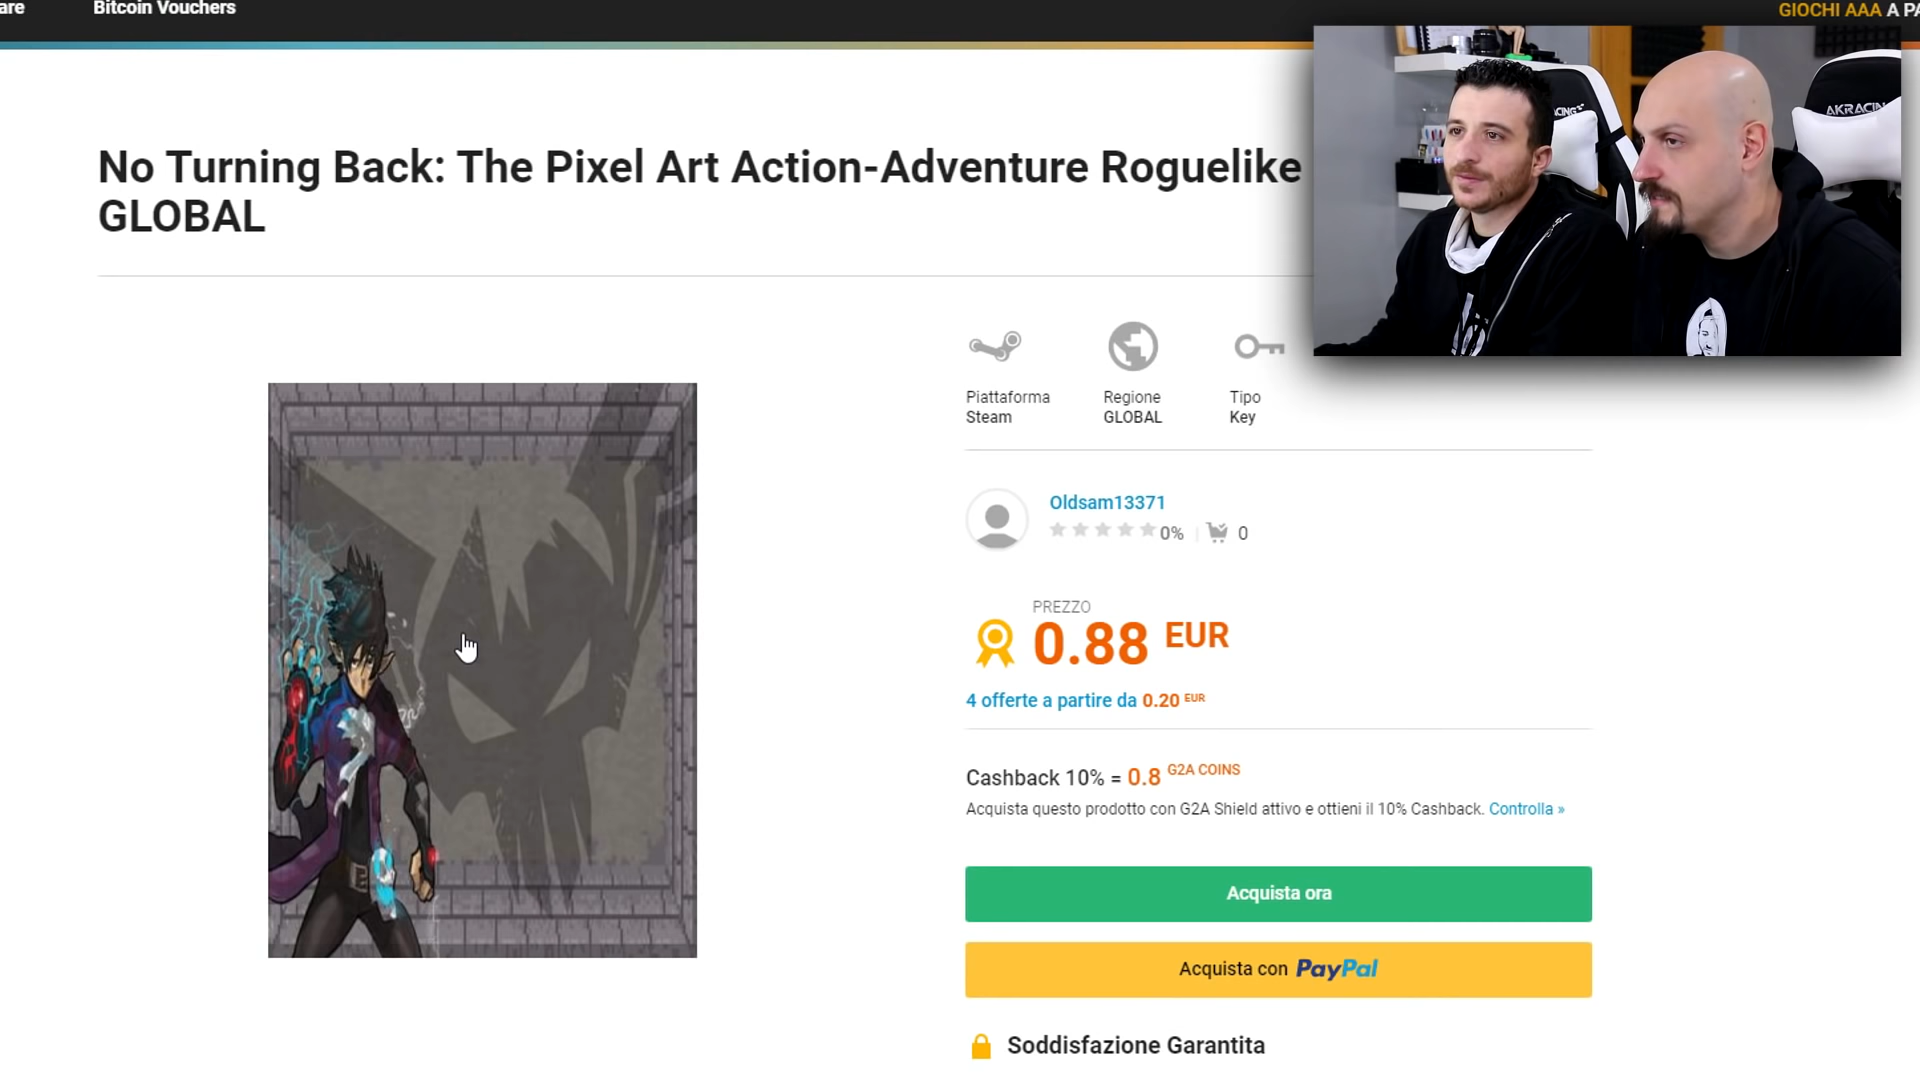 are Bitcoin Vouchers
GIOCHI AAA A PA
No Turning Back: The Pixel Art Action-Adventure Roguelike
GLOBAL
AKRACIN
CING
Piattaforma
Steam
Regione
GLOBAL
Tipo
Key
Oldsam13371
0% | 0
PREZZO
0.88 EUR
4 offerte a partire da 0.20 EUR
Cashback 10% = 0.8 G2A COINS
Acquista questo prodotto con G2A Shield attivo e ottieni il 10% Cashback. Controlla »
Acquista ora
Acquista con PayPal
Soddisfazione Garantita